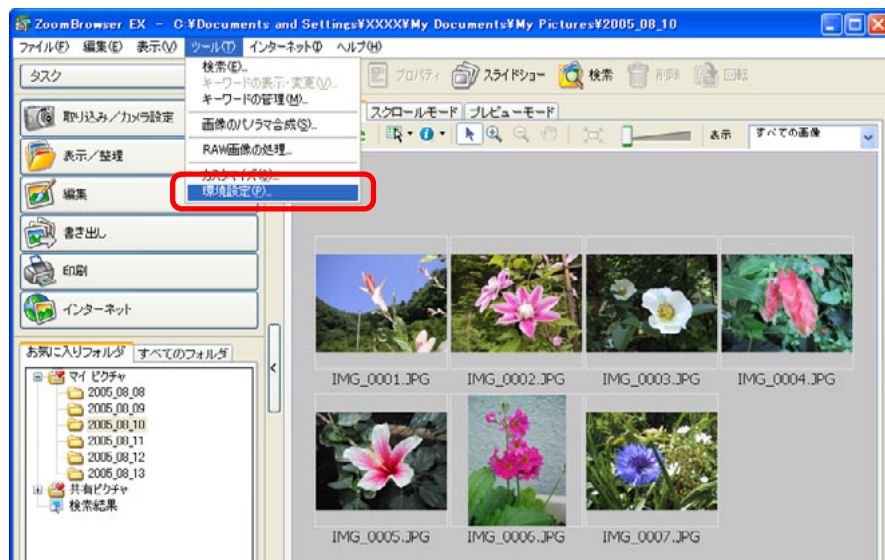 ZoomBrowser EX - C:¥Documents and Settings¥XXXX¥My Documents¥My Pictures¥2005_08_10
ファイル(F) 編集(E) 表示(V) ツール(T) インターネット(I) ヘルプ(H)
タスク
検索(E)...
キーワードの表示・変更(V)...
キーワードの管理(M)...
画像のパノラマ合成(S)...
RAW画像の処理...
カスタマイズ(C)...
環境設定(P)...
プロパティ スライドショー 検索 削除 回転
スクロールモード プレビューモード
表示 すべての画像
取り込み/カメラ設定
表示/整理
編集
書き出し
印刷
インターネット
お気に入りフォルダ すべてのフォルダ
マイ ピクチャ
2005_08_08
2005_08_09
2005_08_10
2005_08_11
2005_08_12
2005_08_13
共有ピクチャ
検索結果
IMG_0001.JPG IMG_0002.JPG IMG_0003.JPG IMG_0004.JPG
IMG_0005.JPG IMG_0006.JPG IMG_0007.JPG